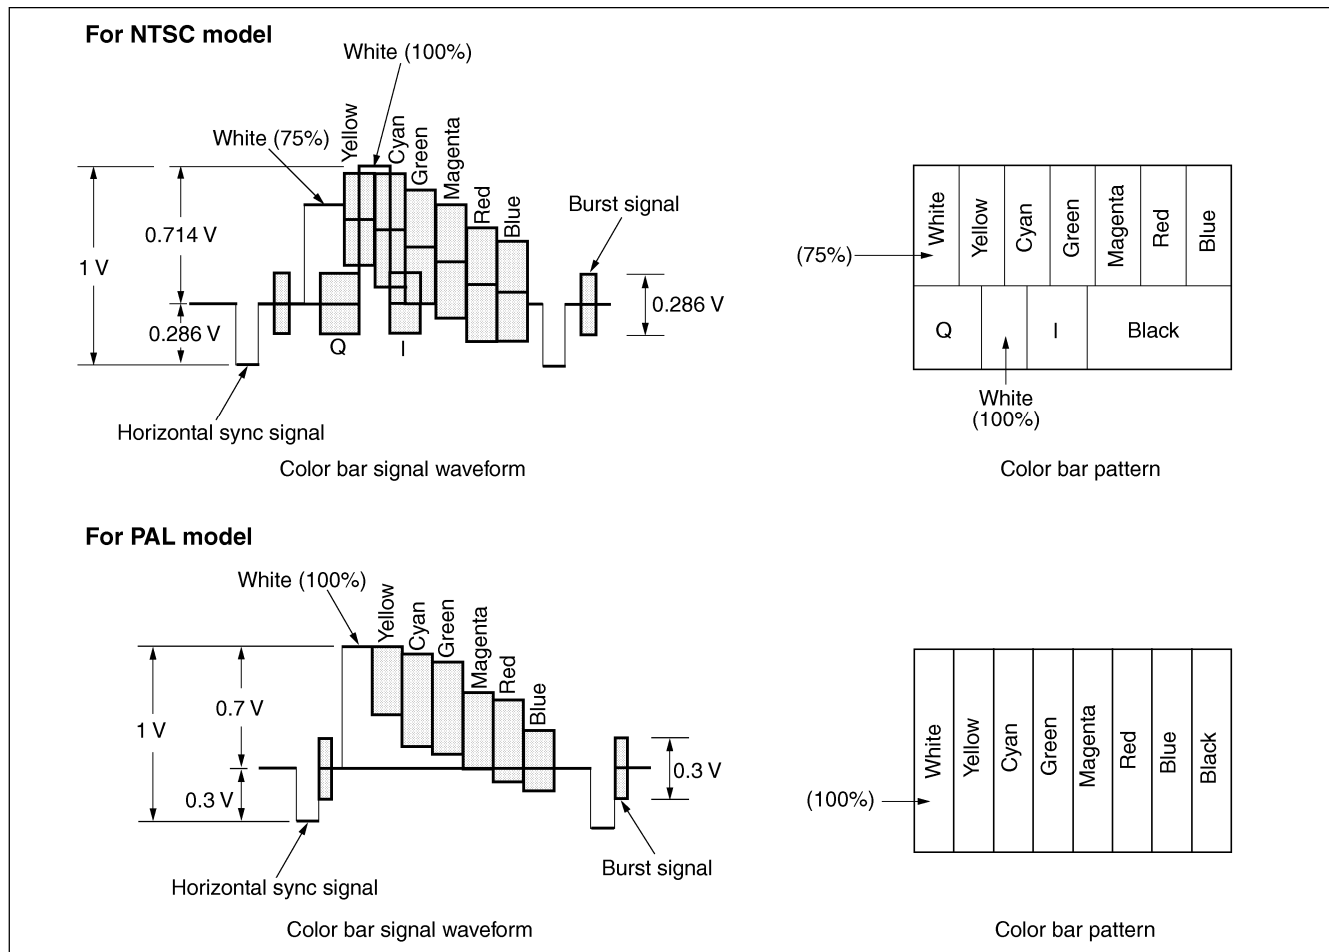 For NTSC model
White (100%)
White (75%)
Yellow
Cyan
Green
Magenta
Red
Blue
Burst signal
0.714 V
1 V
0.286 V
0.286 V
Q
I
Horizontal sync signal
Color bar signal waveform
(75%)
White
Yellow
Cyan
Green
Magenta
Red
Blue
Q
I
Black
White
(100%)
Color bar pattern
For PAL model
White (100%)
Yellow
Cyan
Green
Magenta
Red
Blue
0.7 V
1 V
0.3 V
0.3 V
Burst signal
Horizontal sync signal
Color bar signal waveform
(100%)
White
Yellow
Cyan
Green
Magenta
Red
Blue
Black
Color bar pattern